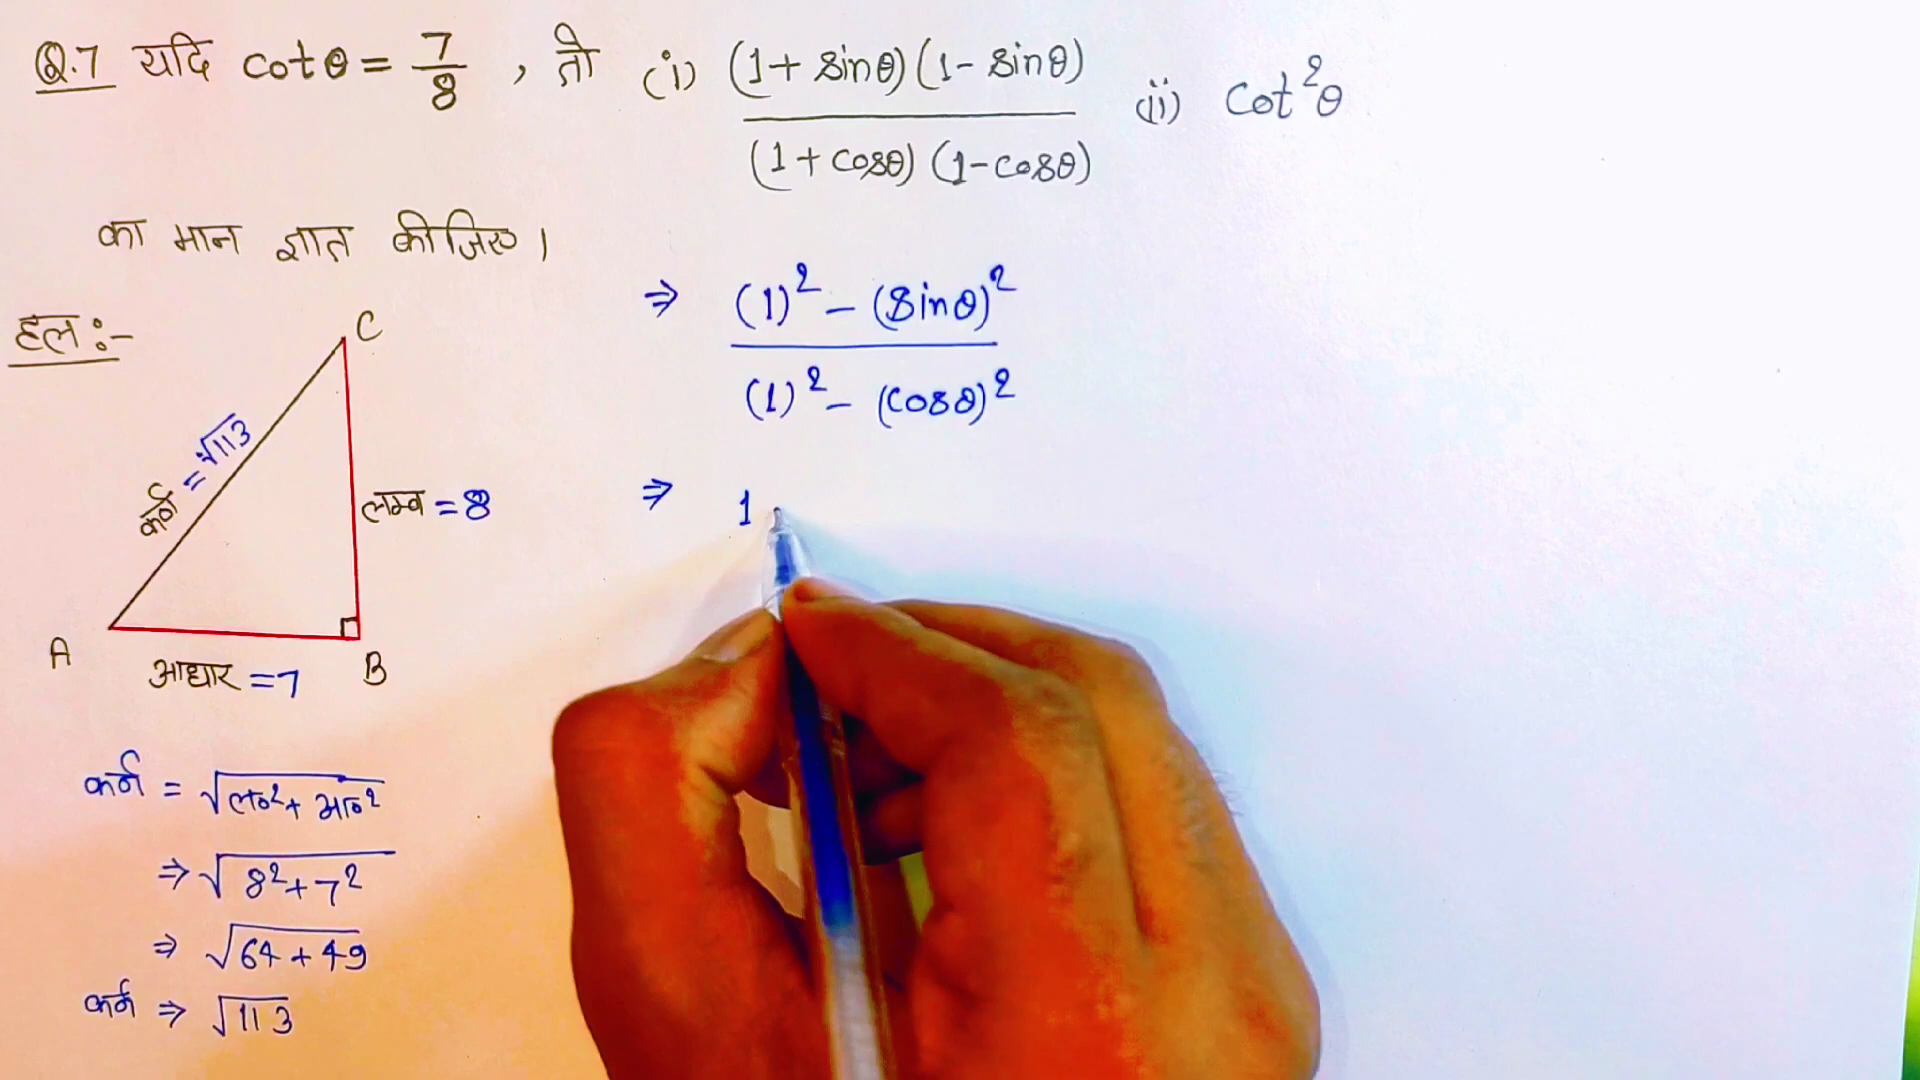 Q.7 यदि cotθ = 7/8 , तो (i) (1+ sinθ)(1- sinθ) / (1+cosθ)(1-cosθ) (ii) cot²θ
का मान ज्ञात कीजिए।
हल :-
C
कर्ण = √113
लम्ब = 8
A
आधार = 7
B
कर्ण = √ल०² + आ०²
⇒ √8² + 7²
⇒ √64 + 49
कर्ण ⇒ √113
⇒ (1)² - (sinθ)² / (1)² - (cosθ)²
⇒ 1